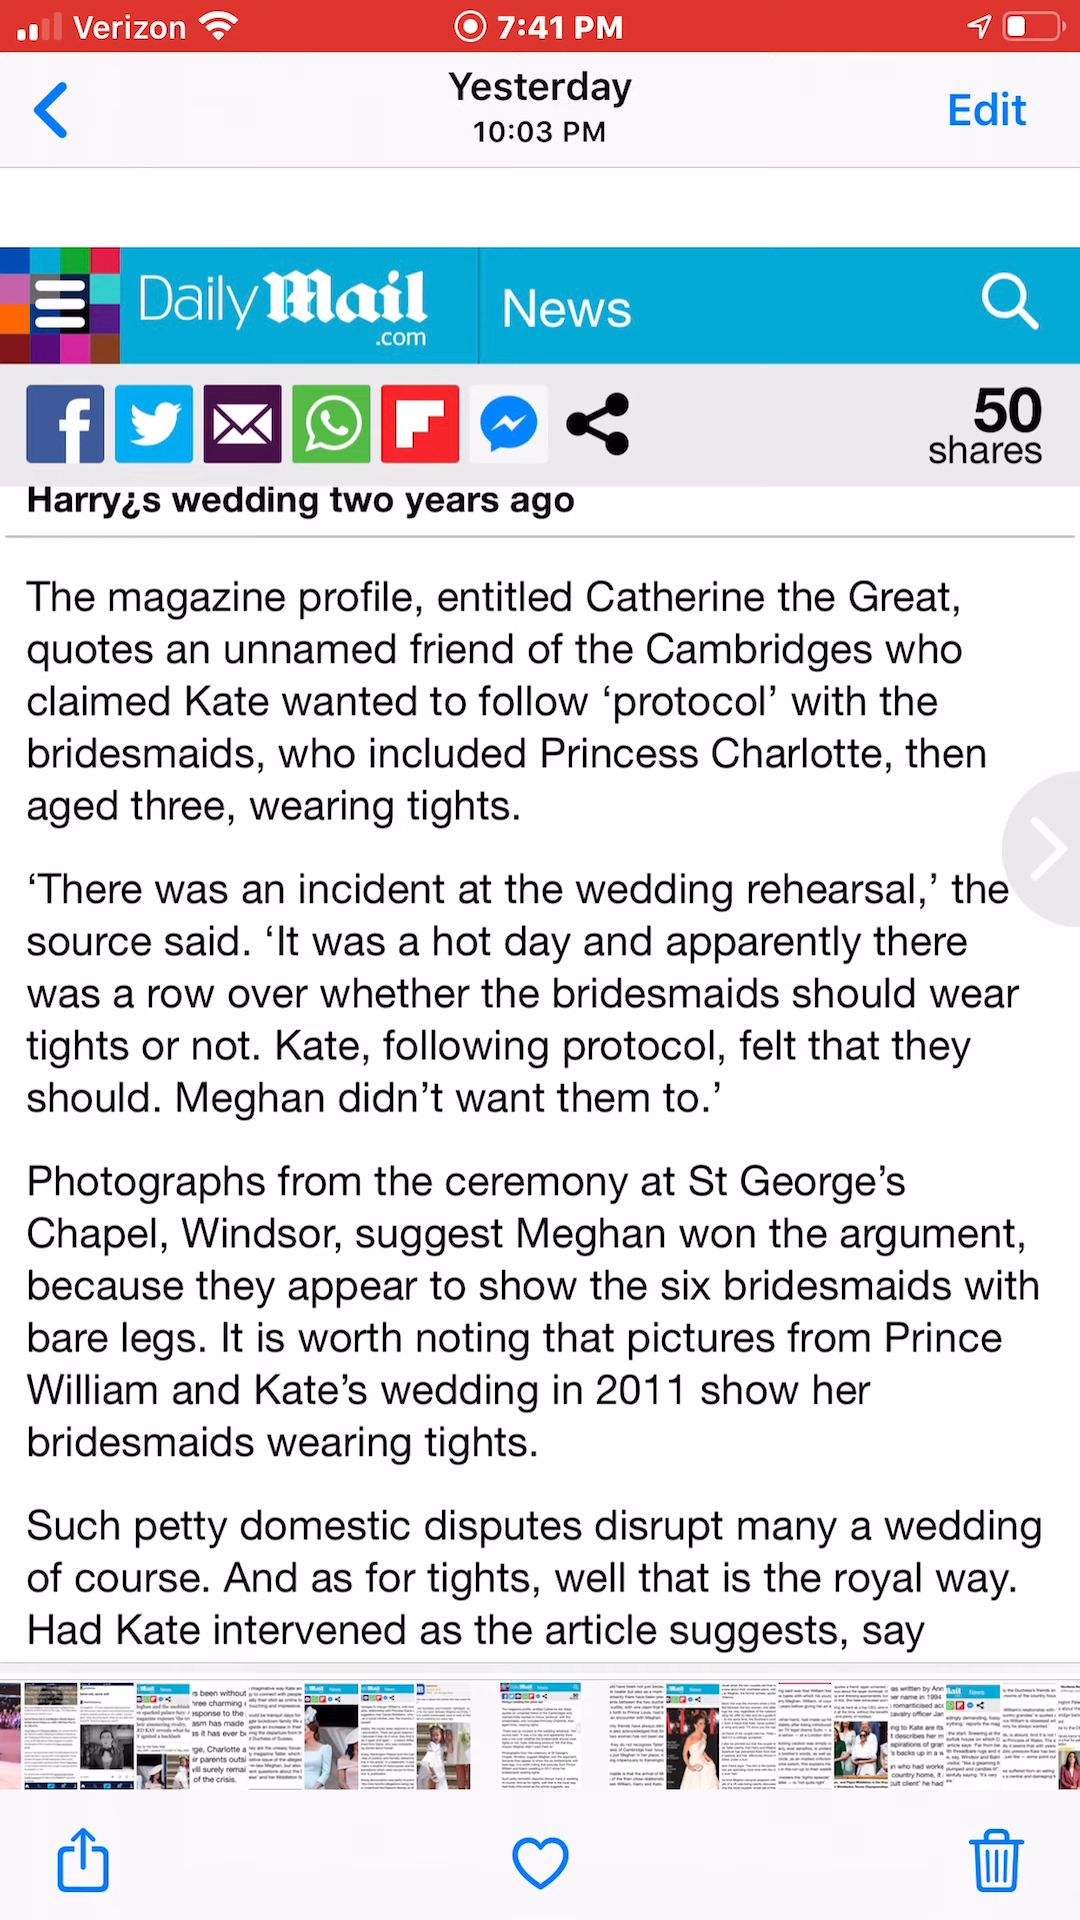 Verizon 7:41 PM
Yesterday
10:03 PM
Edit
Daily Mail
.com
News
50
shares
Harry¿s wedding two years ago
The magazine profile, entitled Catherine the Great,
quotes an unnamed friend of the Cambridges who
claimed Kate wanted to follow ‘protocol’ with the
bridesmaids, who included Princess Charlotte, then
aged three, wearing tights.
‘There was an incident at the wedding rehearsal,’ the
source said. ‘It was a hot day and apparently there
was a row over whether the bridesmaids should wear
tights or not. Kate, following protocol, felt that they
should. Meghan didn’t want them to.’
Photographs from the ceremony at St George’s
Chapel, Windsor, suggest Meghan won the argument,
because they appear to show the six bridesmaids with
bare legs. It is worth noting that pictures from Prince
William and Kate’s wedding in 2011 show her
bridesmaids wearing tights.
Such petty domestic disputes disrupt many a wedding
of course. And as for tights, well that is the royal way.
Had Kate intervened as the article suggests, say